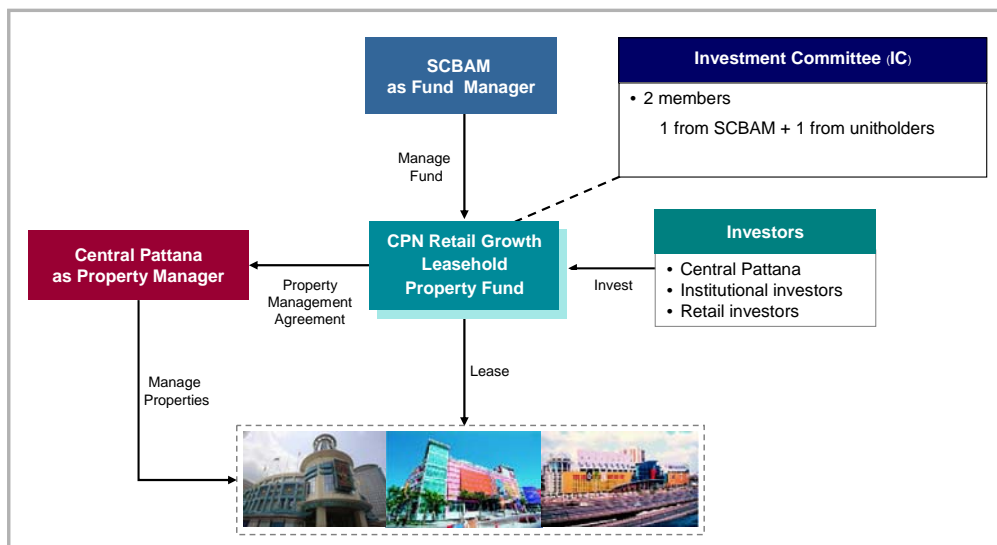 SCBAM
as Fund Manager
Investment Committee (IC)
• 2 members
1 from SCBAM + 1 from unitholders
Manage
Fund
CPN Retail Growth
Leasehold
Property Fund
Investors
• Central Pattana
• Institutional investors
• Retail investors
Central Pattana
as Property Manager
Property
Management
Agreement
Invest
Lease
Manage
Properties